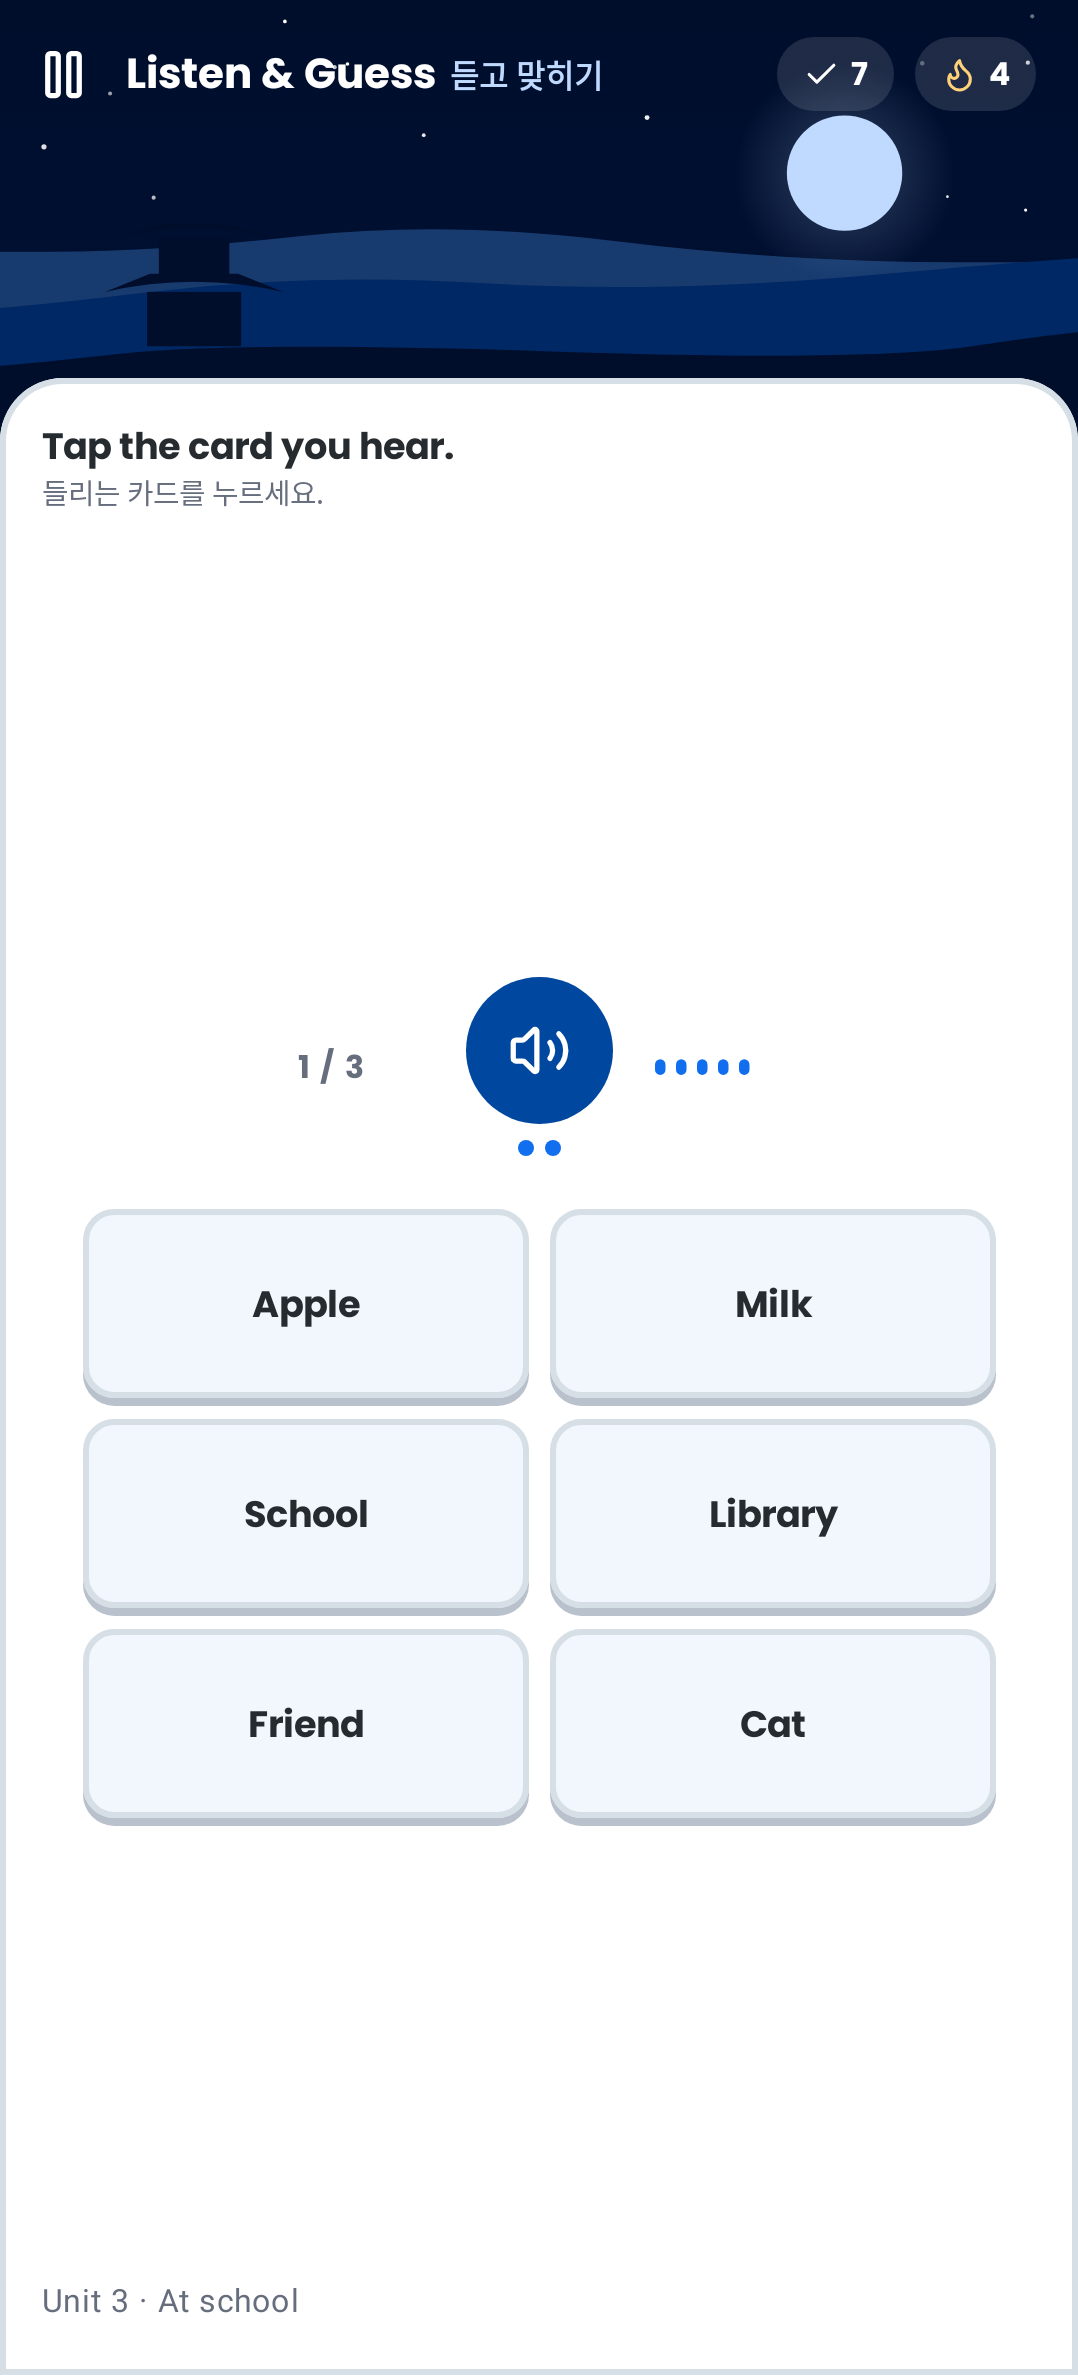 Listen & Guess 듣고 맞히기
7
4
Tap the card you hear.
들리는 카드를 누르세요.
1 / 3
Apple
Milk
School
Library
Friend
Cat
Unit 3 · At school